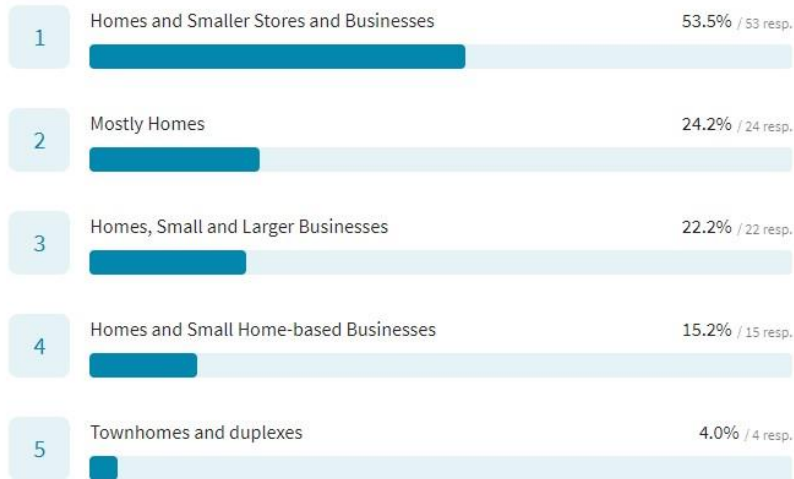 1
Homes and Smaller Stores and Businesses 53.5% / 53 resp.
2
Mostly Homes 24.2% / 24 resp.
3
Homes, Small and Larger Businesses 22.2% / 22 resp.
4
Homes and Small Home-based Businesses 15.2% / 15 resp.
5
Townhomes and duplexes 4.0% / 4 resp.